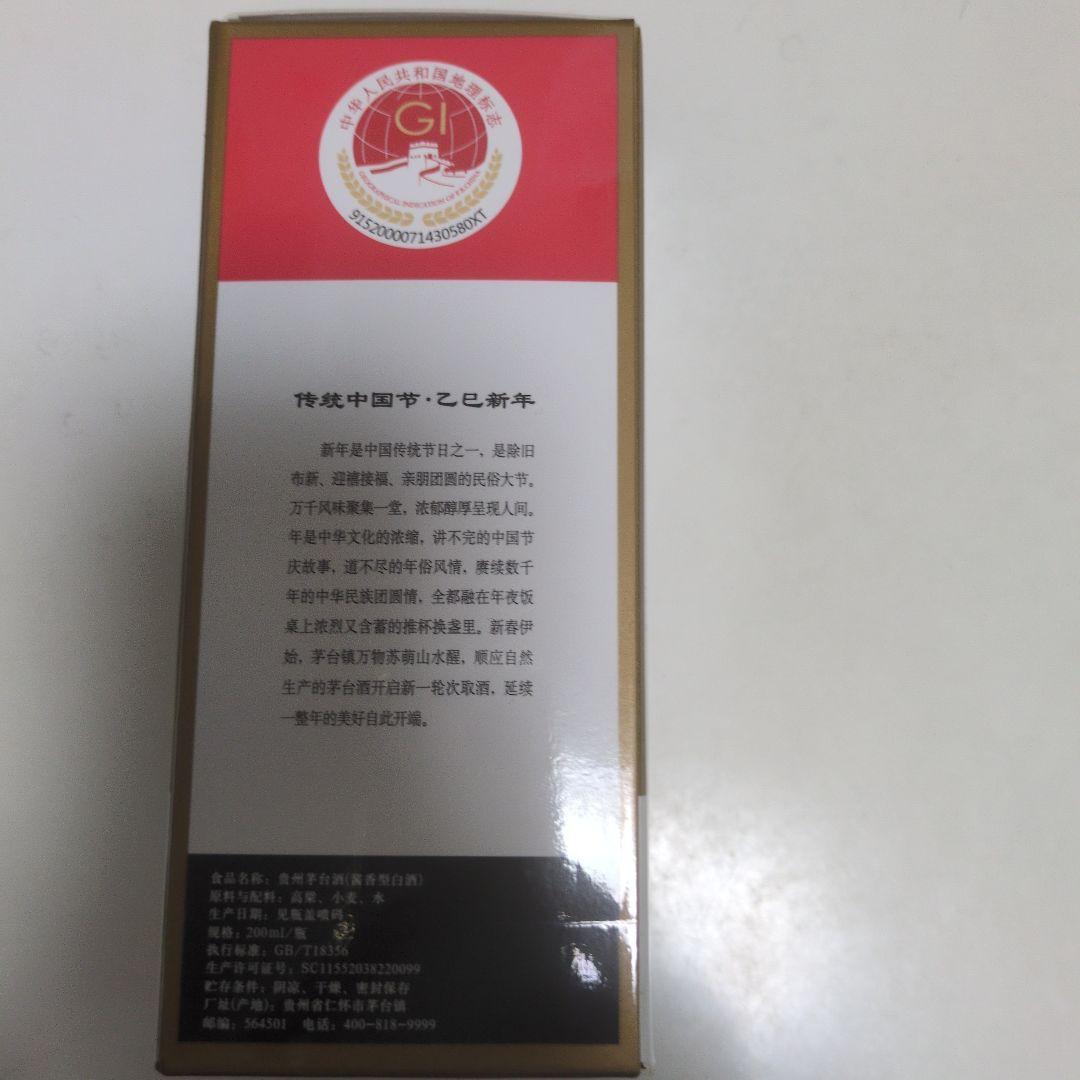 中华人民共和国地理标志
GI
GEOGRAPHICAL INDICATION OF P.R.CHINA
9152000071430580XT
传统中国节·乙巳新年
新年是中国传统节日之一，是除旧
布新、迎禧接福、亲朋团圆的民俗大节。
万千风味聚集一堂，浓郁醇厚呈现人间。
年是中华文化的浓缩，讲不完的中国节
庆故事，道不尽的年俗风情，赓续数千
年的中华民族团圆情，全都融在年夜饭
桌上浓烈又含蓄的推杯换盏里。新春伊
始，茅台镇万物苏萌山水醒，顺应自然
生产的茅台酒开启新一轮次取酒，延续
一整年的美好自此开端。
食品名称：贵州茅台酒(酱香型白酒)
原料与配料：高粱、小麦、水
生产日期：见瓶盖喷码
规格：200ml/瓶
执行标准：GB/T18356
生产许可证号：SC11552038220099
贮存条件：阴凉、干燥、密封保存
厂址(产地)：贵州省仁怀市茅台镇
邮编：564501 电话：400-818-9999